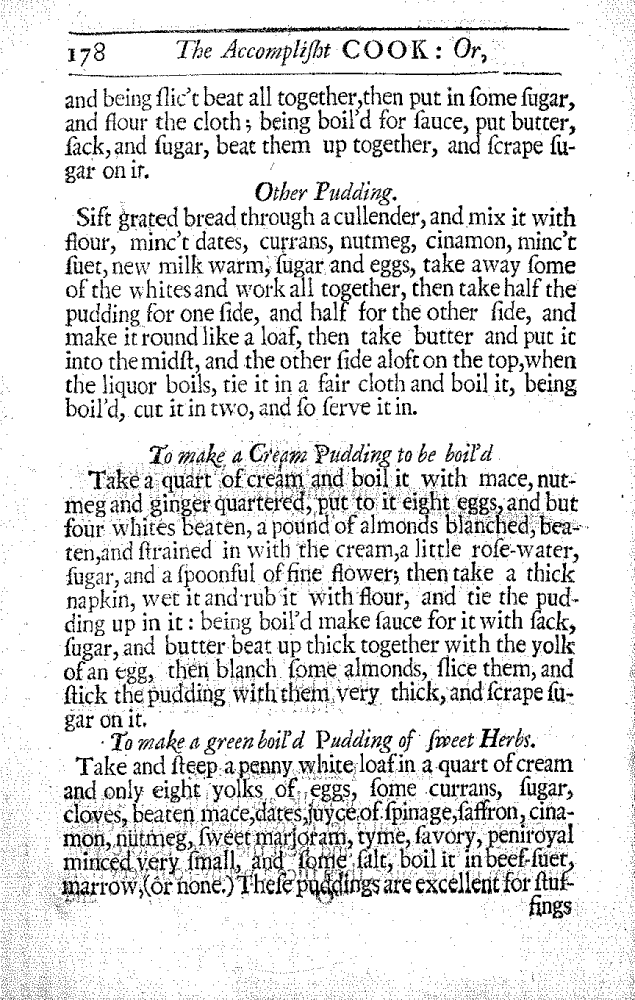 178 The Accompliſht COOK: Or,
and being ſlic't beat all together,then put in ſome ſugar,
and flour the cloth; being boil'd for ſauce, put butter,
ſack,and ſugar, beat them up together, and ſcrape ſu-
gar on it.
Other Pudding.
Sift grated bread through a cullender, and mix it with
flour, minc't dates, currans, nutmeg, cinamon, minc't
ſuet, new milk warm, ſugar and eggs, take away ſome
of the whites and work all together, then take half the
pudding for one ſide, and half for the other ſide, and
make it round like a loaf, then take butter and put it
into the midſt, and the other ſide aloft on the top,when
the liquor boils, tie it in a fair cloth and boil it, being
boil'd, cut it in two, and ſo ſerve it in.
To make a Cream Pudding to be boil'd
Take a quart of cream and boil it with mace, nut-
meg and ginger quartered, put to it eight eggs, and but
four whites beaten, a pound of almonds blanched, bea-
ten,and ſtrained in with the cream,a little roſe-water,
ſugar, and a ſpoonful of fine flower; then take a thick
napkin, wet it and rub it with flour, and tie the pud-
ding up in it : being boil'd make ſauce for it with ſack,
ſugar, and butter beat up thick together with the yolk
of an egg, then blanch ſome almonds, ſlice them, and
ſtick the pudding with them very thick, and ſcrape ſu-
gar on it.
To make a green boil'd Pudding of ſweet Herbs.
Take and ſteep a penny white loaf in a quart of cream
and only eight yolks of eggs, ſome currans, ſugar,
cloves, beaten mace,dates,juyce of ſpinage,ſaffron, cina-
mon, nutmeg, ſweet marjoram, tyme, ſavory, peniroyal
minced very ſmall, and ſome ſalt, boil it in beef-ſuet,
marrow,(or none.) Theſe puddings are excellent for ſtuf-
fings